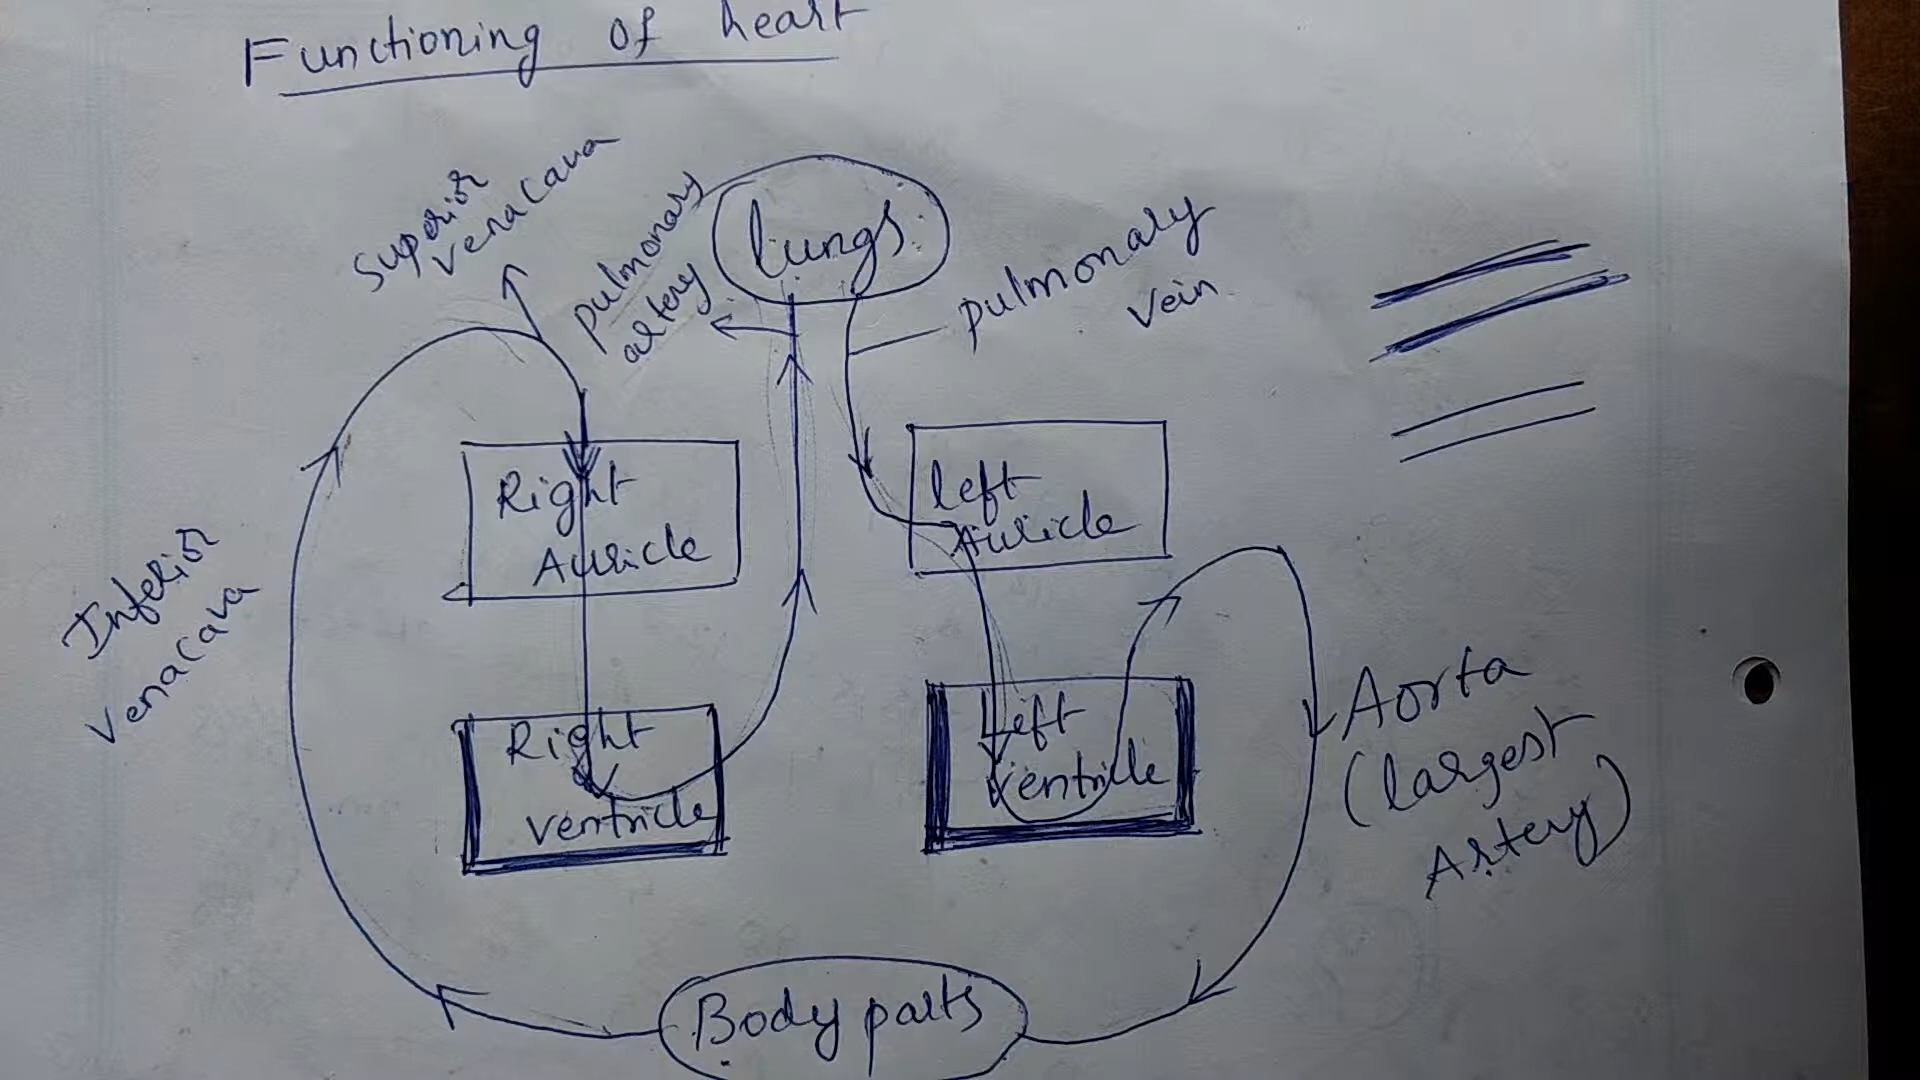 Functioning of heart
Superior
venacava
pulmonary
artery
lungs
pulmonary
vein
Right
Auricle
left
Auricle
Inferior
venacava
Right
ventricle
Left
ventricle
Aorta
(largest
Artery)
Body parts